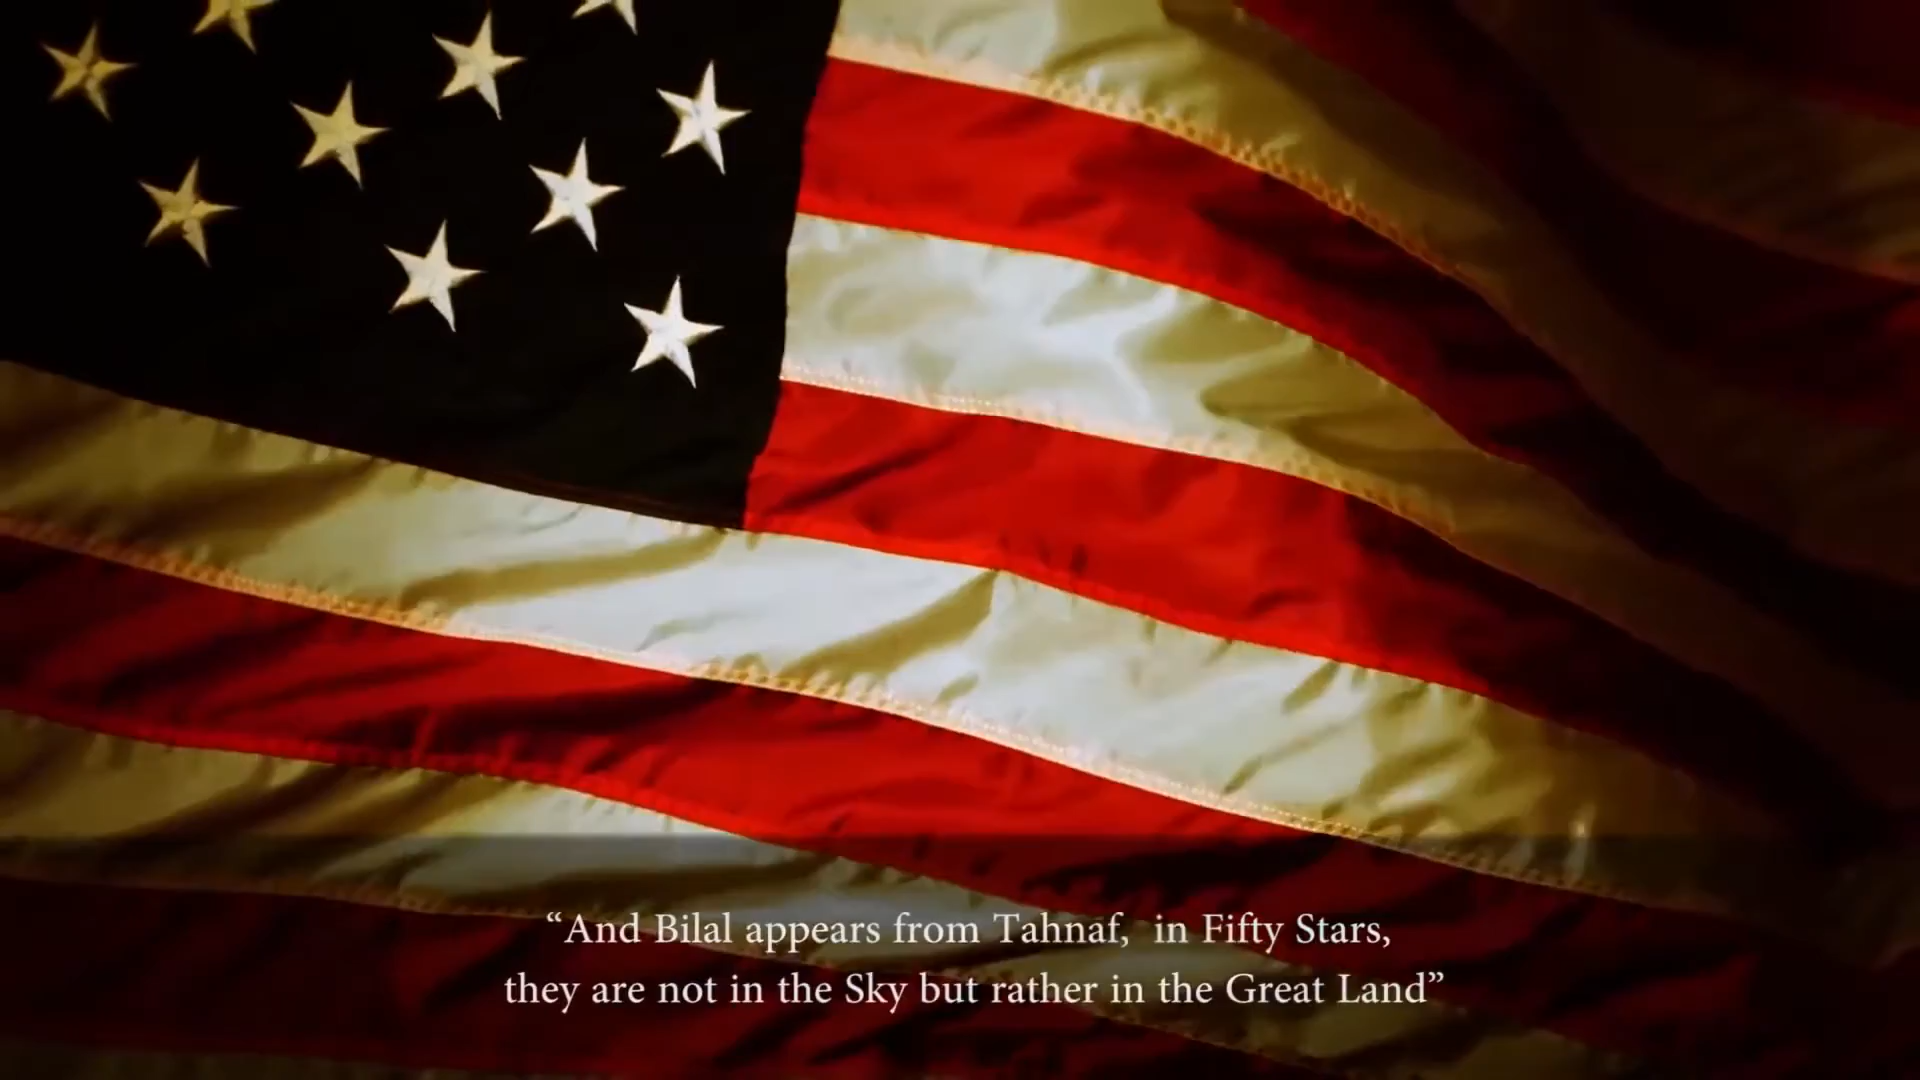 “And Bilal appears from Tahnaf,  in Fifty Stars,
they are not in the Sky but rather in the Great Land”